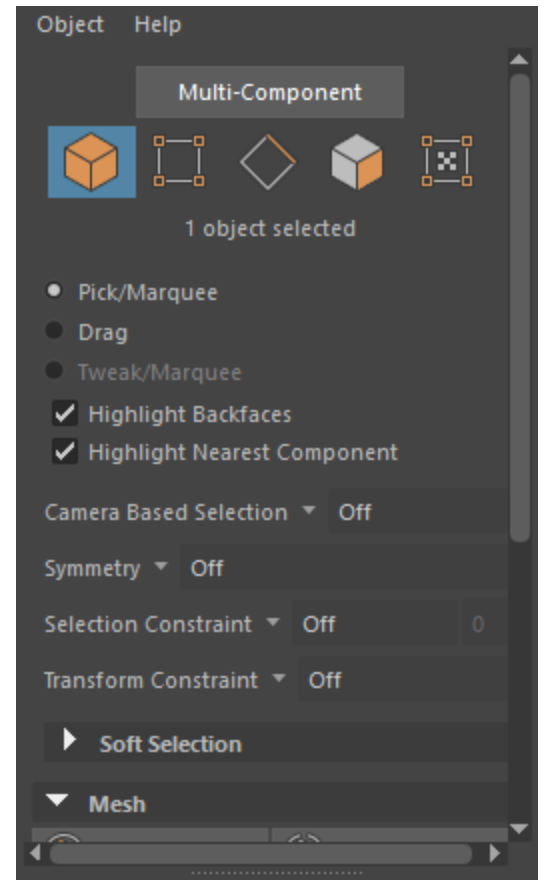 Object Help
Multi-Component
1 object selected
Pick/Marquee
Drag
Tweak/Marquee
Highlight Backfaces
Highlight Nearest Component
Camera Based Selection Off
Symmetry Off
Selection Constraint Off 0
Transform Constraint Off
Soft Selection
Mesh